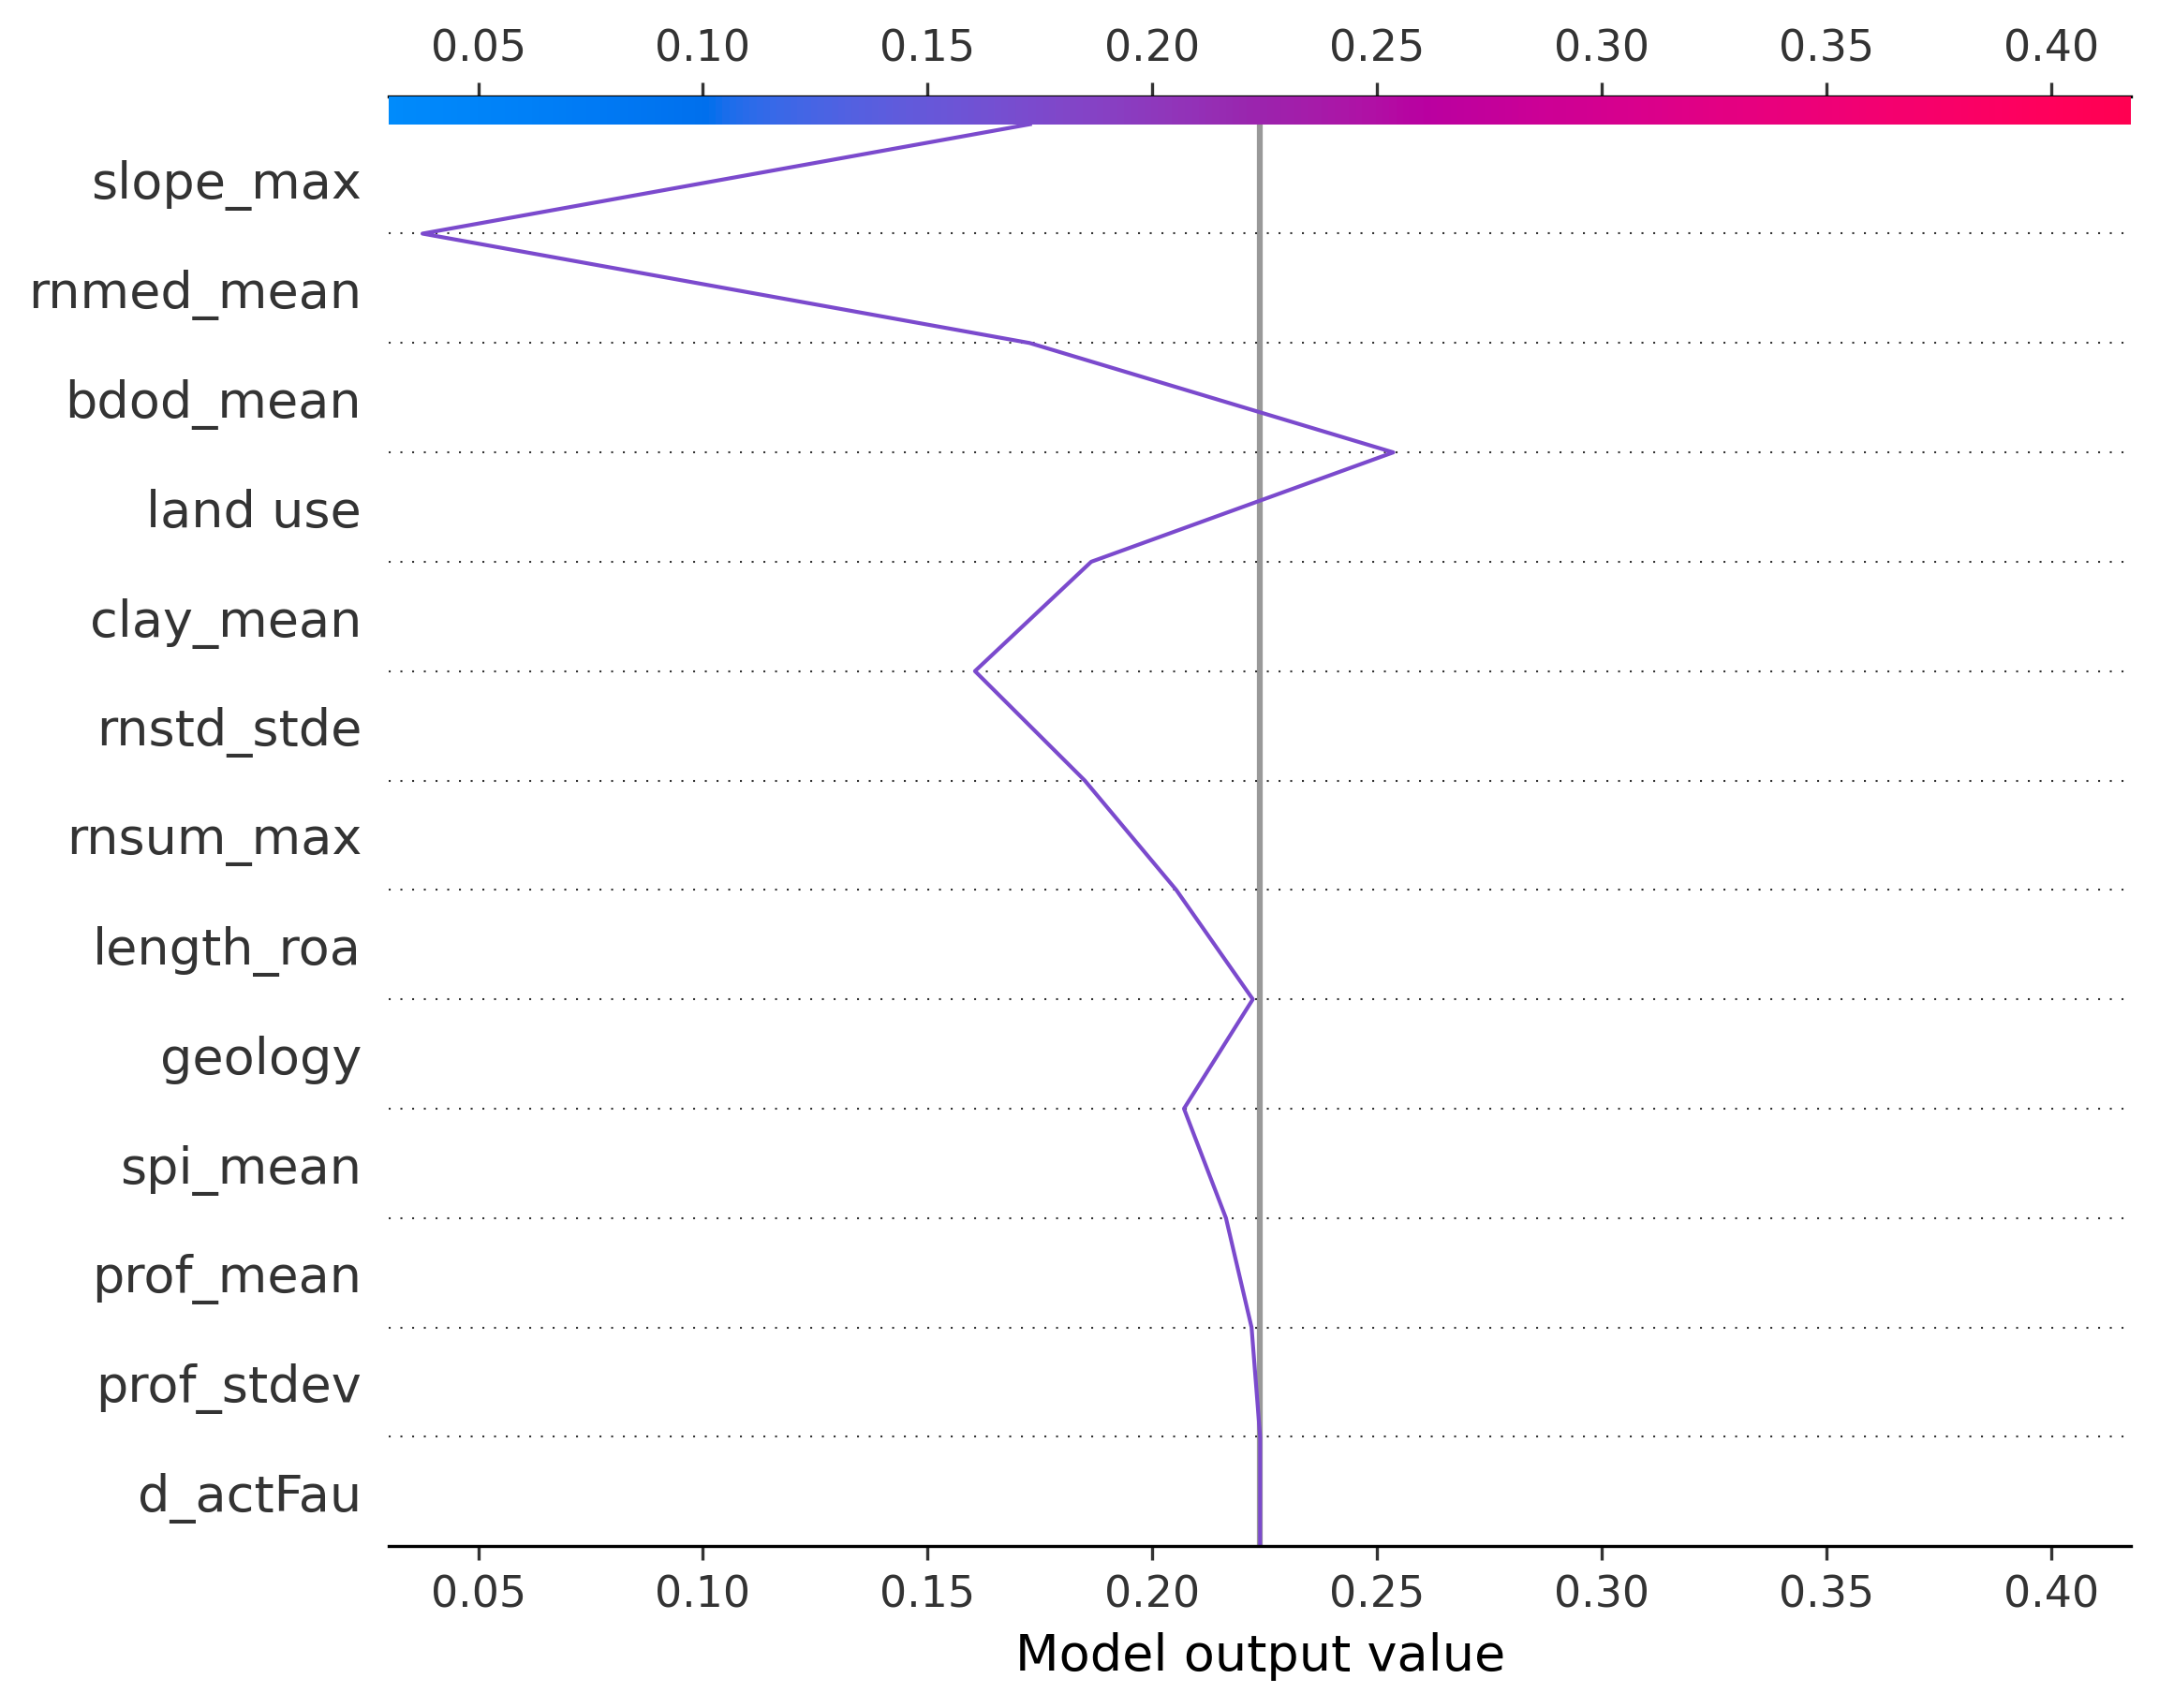 0.05 0.10 0.15 0.20 0.25 0.30 0.35 0.40
slope_max
rnmed_mean
bdod_mean
land use
clay_mean
rnstd_stde
rnsum_max
length_roa
geology
spi_mean
prof_mean
prof_stdev
d_actFau
0.05 0.10 0.15 0.20 0.25 0.30 0.35 0.40
Model output value